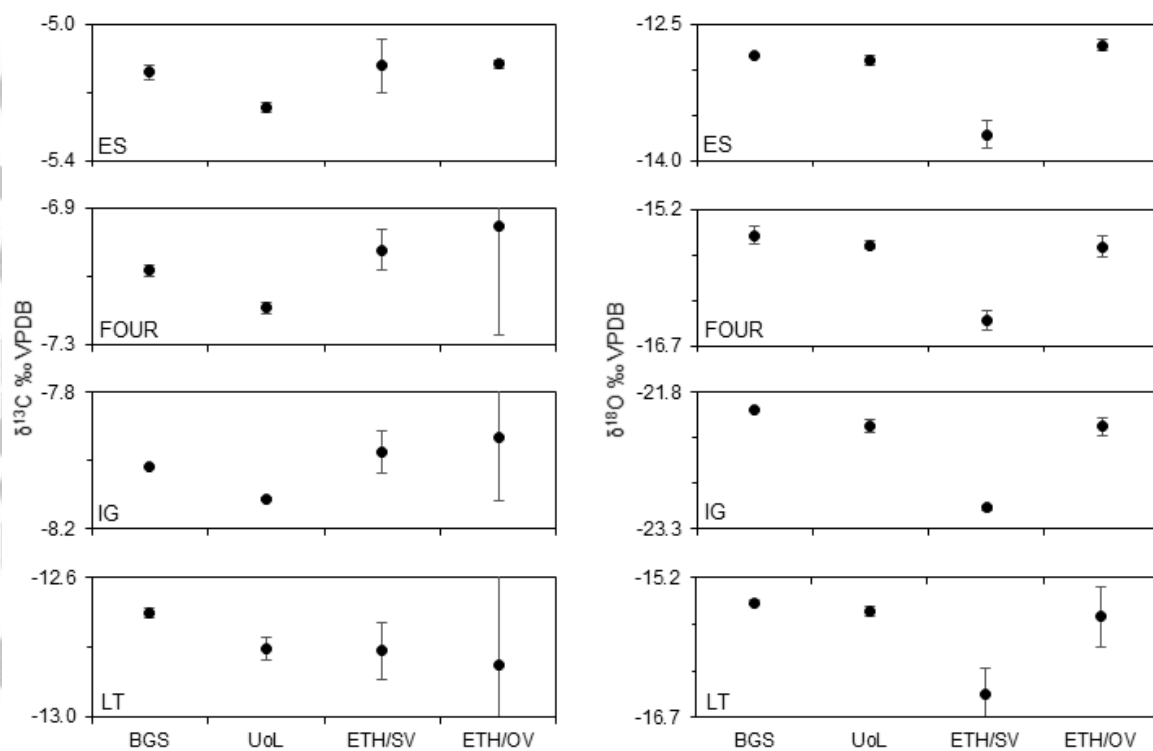 δ13C ‰ VPDB
-5.0
ES
-5.4
-6.9
FOUR
-7.3
-7.8
IG
-8.2
-12.6
LT
-13.0
BGS UoL ETH/SV ETH/OV
δ18O ‰ VPDB
-12.5
ES
-14.0
-15.2
FOUR
-16.7
-21.8
IG
-23.3
-15.2
LT
-16.7
BGS UoL ETH/SV ETH/OV